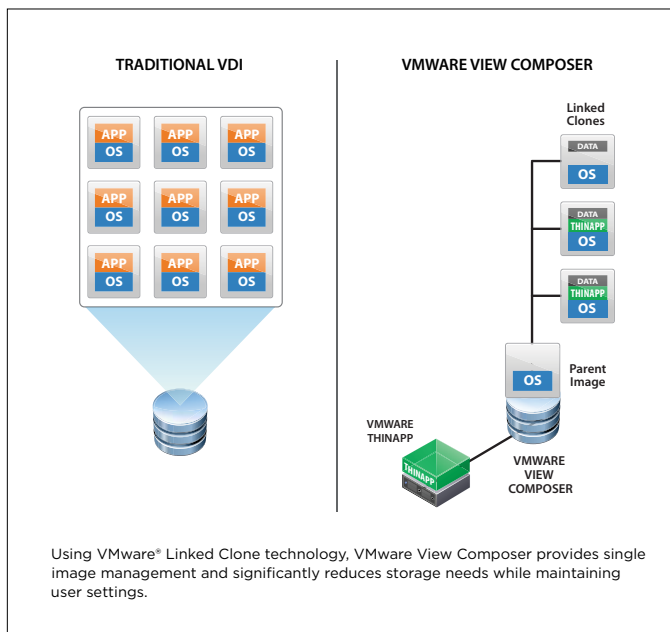 TRADITIONAL VDI
APP
OS
APP
OS
APP
OS
APP
OS
APP
OS
APP
OS
APP
OS
APP
OS
APP
OS
VMWARE VIEW COMPOSER
Linked
Clones
DATA
OS
DATA
THINAPP
OS
DATA
THINAPP
OS
OS
Parent
Image
VMWARE
THINAPP
THINAPP
VMWARE
VIEW
COMPOSER
Using VMware® Linked Clone technology, VMware View Composer provides single
image management and significantly reduces storage needs while maintaining
user settings.